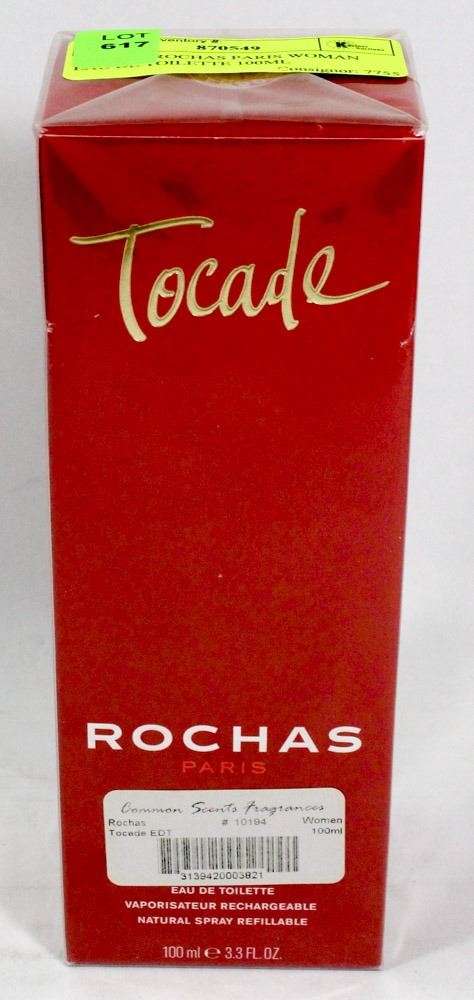 LOT
617
ventory #
870549
ROCHAS PARIS WOMAN
TOILETTE 100ML
Consignor: 7755
Tocade
ROCHAS
PARIS
Common Scents Fragrances
Rochas # 10194 Women
Tocade EDT 100ml
3139420003821
EAU DE TOILETTE
VAPORISATEUR RECHARGEABLE
NATURAL SPRAY REFILLABLE
100 ml ℮ 3.3 FL.OZ.